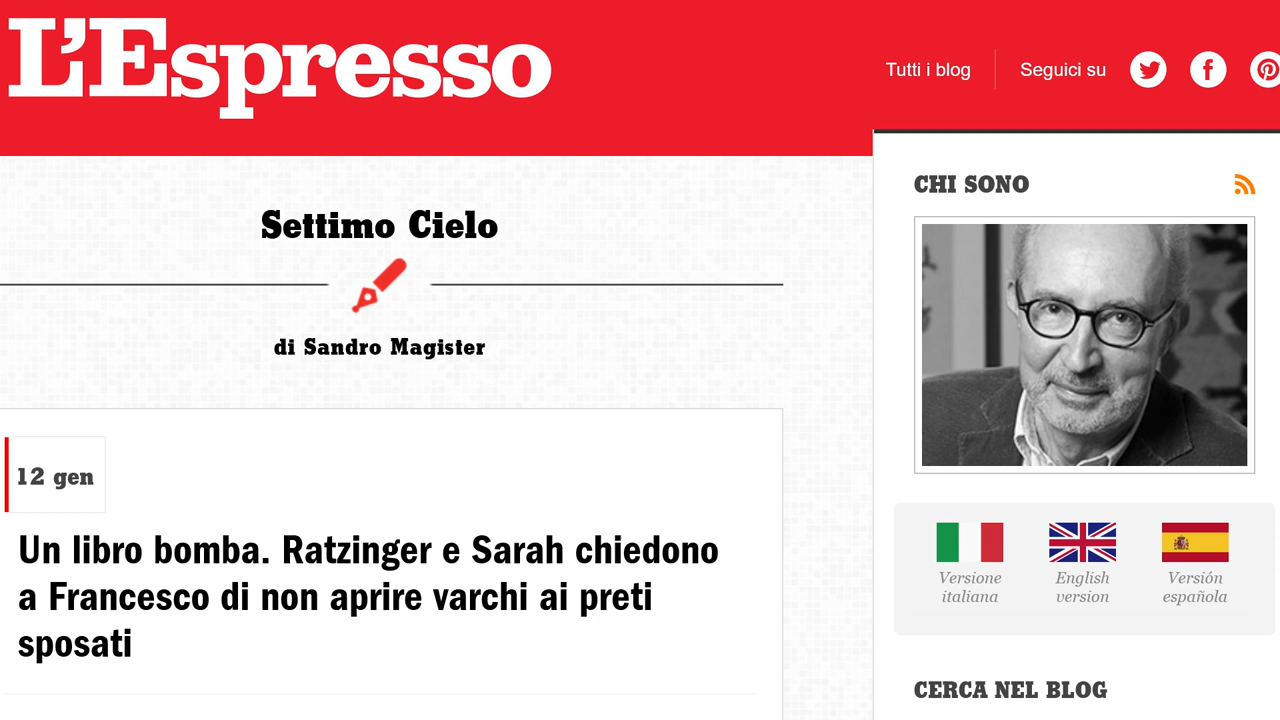 L'Espresso
Tutti i blog
Seguici su
Settimo Cielo
di Sandro Magister
12 gen
Un libro bomba. Ratzinger e Sarah chiedono
a Francesco di non aprire varchi ai preti
sposati
CHI SONO
Versione
italiana
English
version
Versión
española
CERCA NEL BLOG